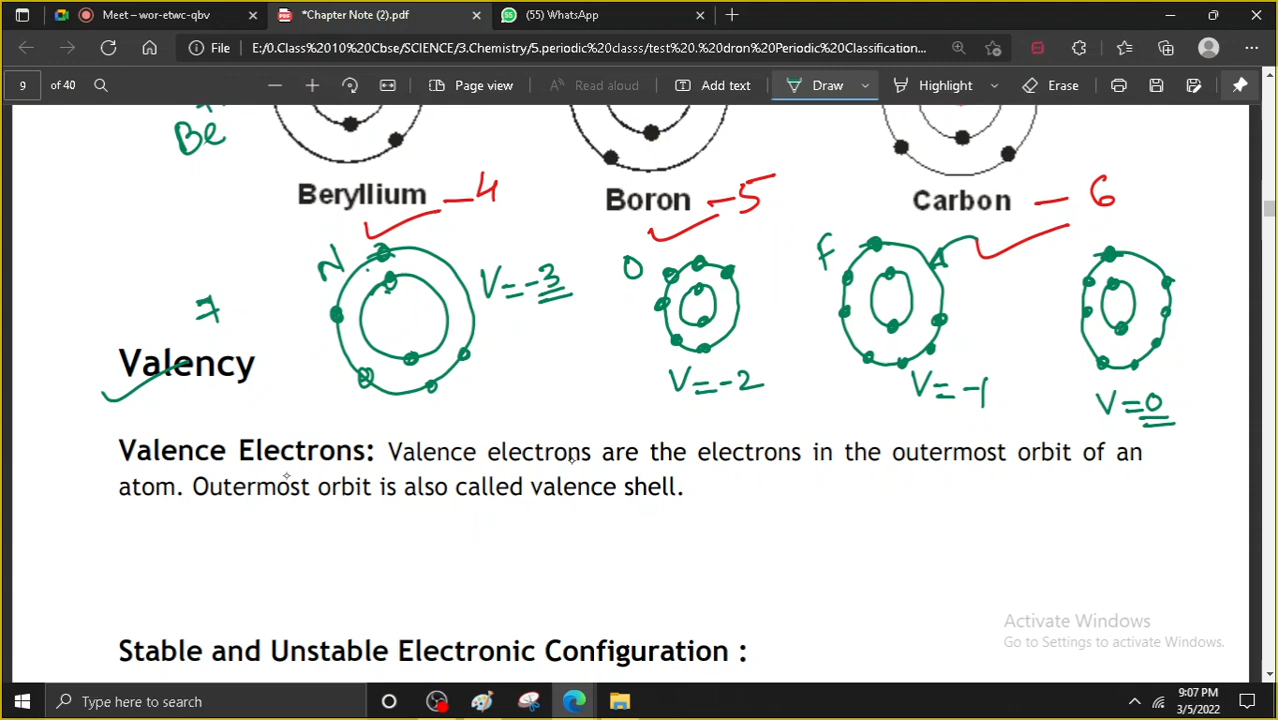 Meet – wor-etwc-qbv
*Chapter Note (2).pdf
(55) WhatsApp
File
E:/0.Class%2010%20Cbse/SCIENCE/3.Chemistry/5.periodic%20classs/test%20.%20dron%20Periodic%20Classification...
9 of 40
Page view
Read aloud
Add text
Draw
Highlight
Erase
Be
Beryllium – 4
Boron – 5
Carbon – 6
N
V = -3
O
F
7
Valency
V = -2
V = -1
V = 0
Valence Electrons: Valence electrons are the electrons in the outermost orbit of an
atom. Outermost orbit is also called valence shell.
Activate Windows
Go to Settings to activate Windows.
Stable and Unstable Electronic Configuration :
Type here to search
9:07 PM
3/5/2022